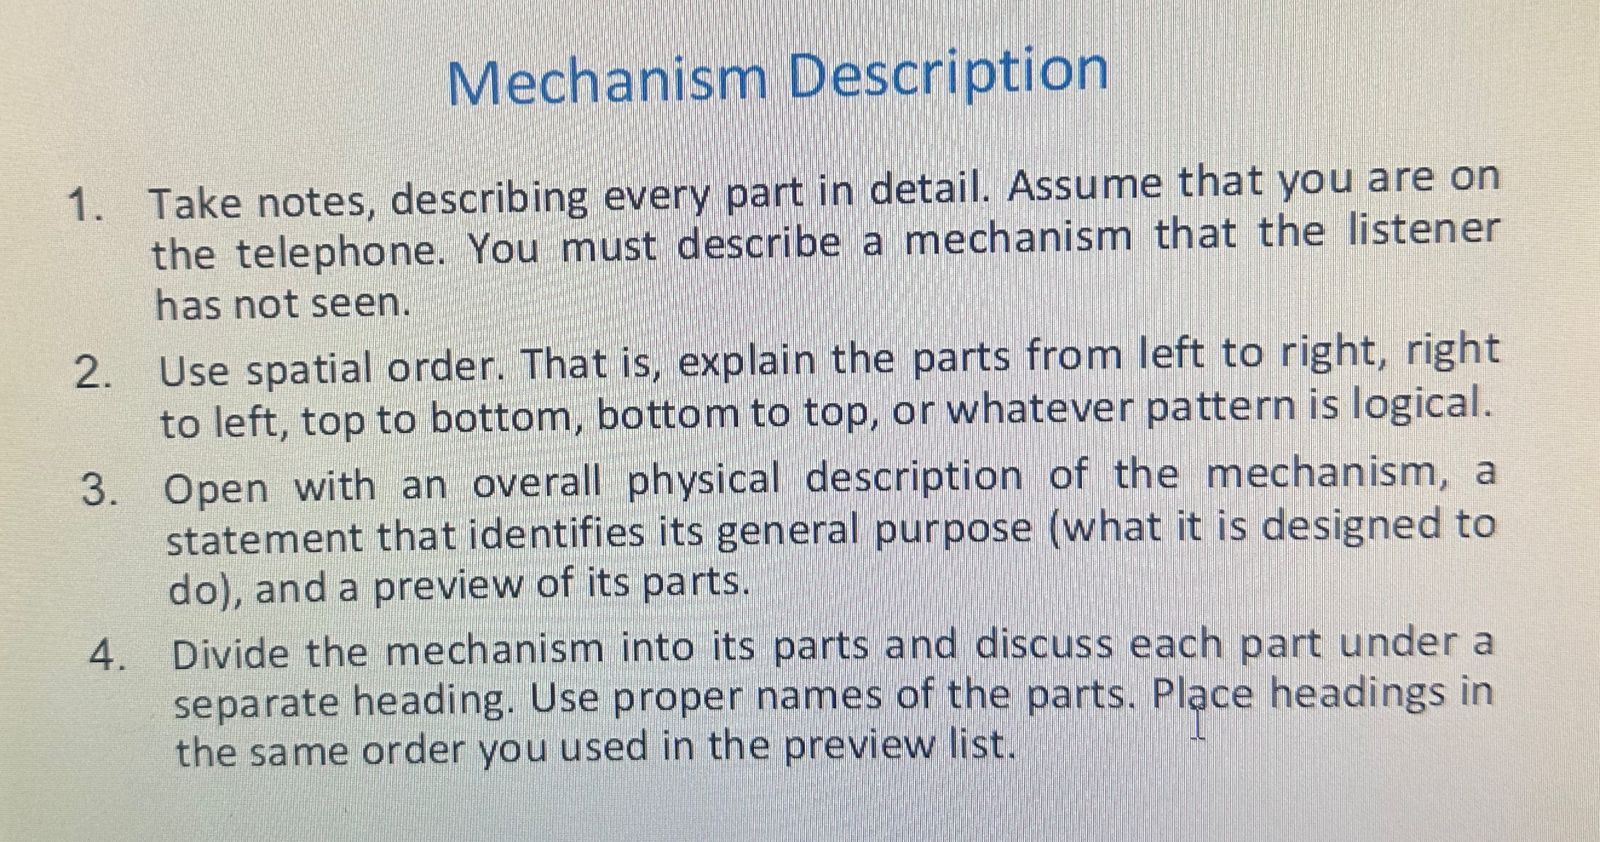 Mechanism Description
1. Take notes, describing every part in detail. Assume that you are on
the telephone. You must describe a mechanism that the listener
has not seen.
2. Use spatial order. That is, explain the parts from left to right, right
to left, top to bottom, bottom to top, or whatever pattern is logical.
3. Open with an overall physical description of the mechanism, a
statement that identifies its general purpose (what it is designed to
do), and a preview of its parts.
4. Divide the mechanism into its parts and discuss each part under a
separate heading. Use proper names of the parts. Place headings in
the same order you used in the preview list.